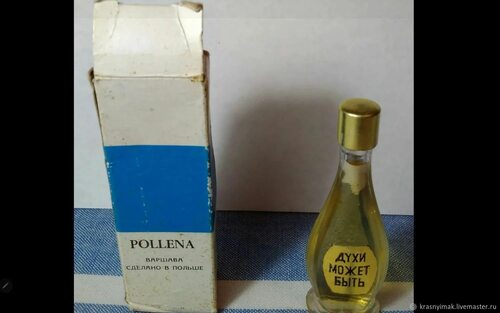 POLLENA
ВАРШАВА
СДЕЛАНО В ПОЛЬШЕ
ДУХИ
МОЖЕТ
БЫТЬ
krasnyimak.livemaster.ru